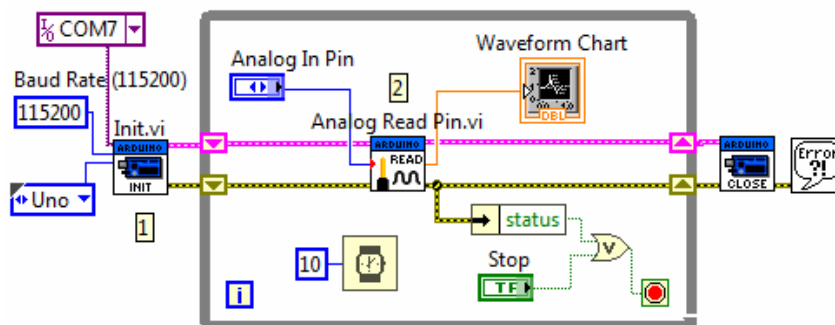 I/O COM7
Baud Rate (115200)
115200
Init.vi
ARDUINO
INIT
Uno
1
Analog In Pin
2
Analog Read Pin.vi
ARDUINO
READ
Waveform Chart
DBL
status
10
Stop
TF
V
i
ARDUINO
CLOSE
Error
?!